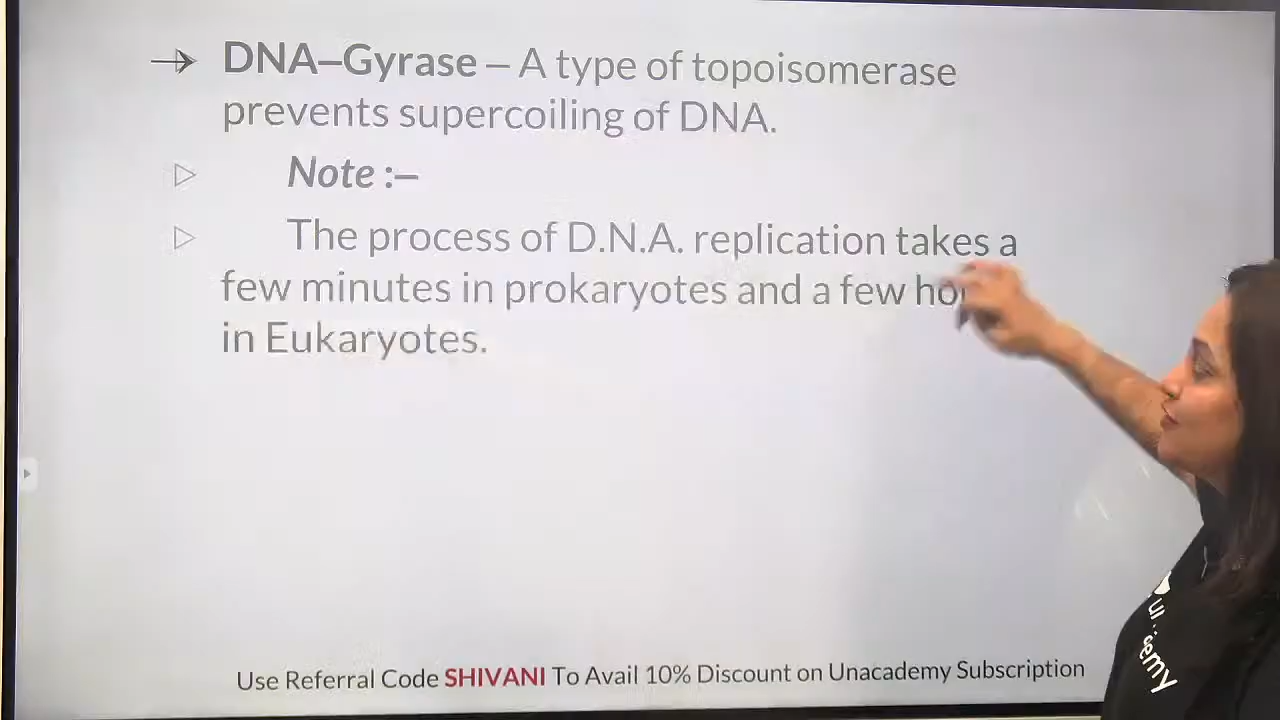 DNA–Gyrase – A type of topoisomerase
prevents supercoiling of DNA.
Note :–
The process of D.N.A. replication takes a
few minutes in prokaryotes and a few
in Eukaryotes.
Use Referral Code SHIVANI To Avail 10% Discount on Unacademy Subscription